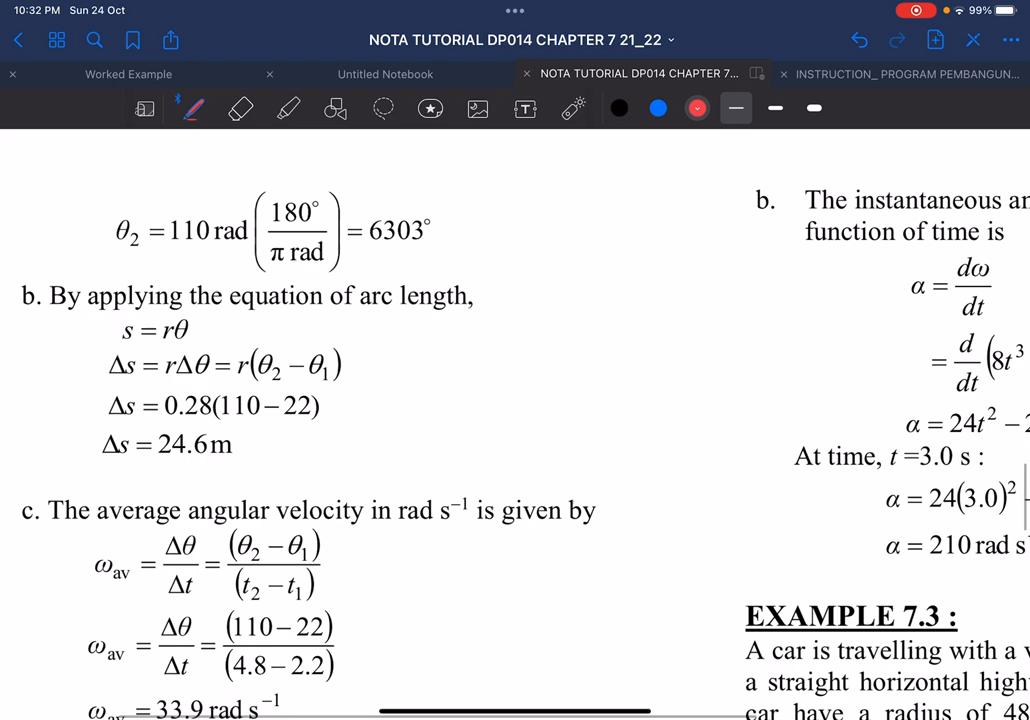 10:32 PM Sun 24 Oct
99%
NOTA TUTORIAL DP014 CHAPTER 7 21_22
Worked Example
Untitled Notebook
NOTA TUTORIAL DP014 CHAPTER 7...
INSTRUCTION_ PROGRAM PEMBANGUN...
θ₂ = 110 rad (180° / π rad) = 6303°
b. By applying the equation of arc length,
s = rθ
Δs = rΔθ = r(θ₂ − θ₁)
Δs = 0.28(110 − 22)
Δs = 24.6 m
c. The average angular velocity in rad s⁻¹ is given by
ω_av = Δθ / Δt = (θ₂ − θ₁) / (t₂ − t₁)
ω_av = Δθ / Δt = (110 − 22) / (4.8 − 2.2)
ω_av = 33.9 rad s⁻¹
b. The instantaneous
function of time is
α = dω / dt
= d / dt (8t³
α = 24t² −
At time, t =3.0 s :
α = 24(3.0)²
α = 210 rad s
EXAMPLE 7.3 :
A car is travelling with a
a straight horizontal
car have a radius of 48